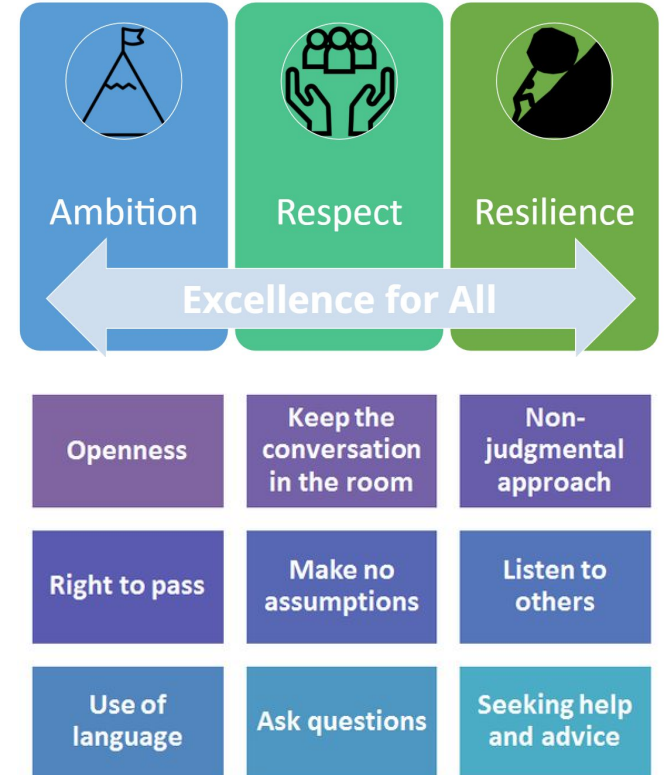 Ambition
Respect
Resilience
Excellence for All
Openness
Keep the
conversation
in the room
Non-
judgmental
approach
Right to pass
Make no
assumptions
Listen to
others
Use of
language
Ask questions
Seeking help
and advice